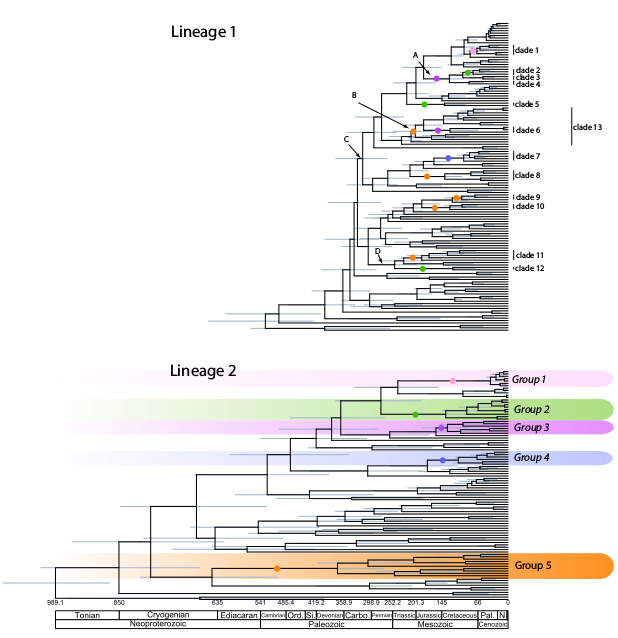 Lineage 1
A
clade 1
clade 2
clade 3
clade 4
B
clade 5
clade 6
clade13
C
clade 7
clade 8
clade 9
clade 10
D
clade 11
clade 12
Lineage 2
Group 1
Group 2
Group 3
Group 4
Group 5
989.1 850 635 541 485.4 419.2 358.9 298.9 252.2 201.3 145 66 0
Tonian Cryogenian Ediacaran Cambrian Ord. Si. Devonian Carbo. Permian Triassic Jurassic Cretaceous Pal. N
Neoproterozoic Paleozoic Mesozoic Cenozoic